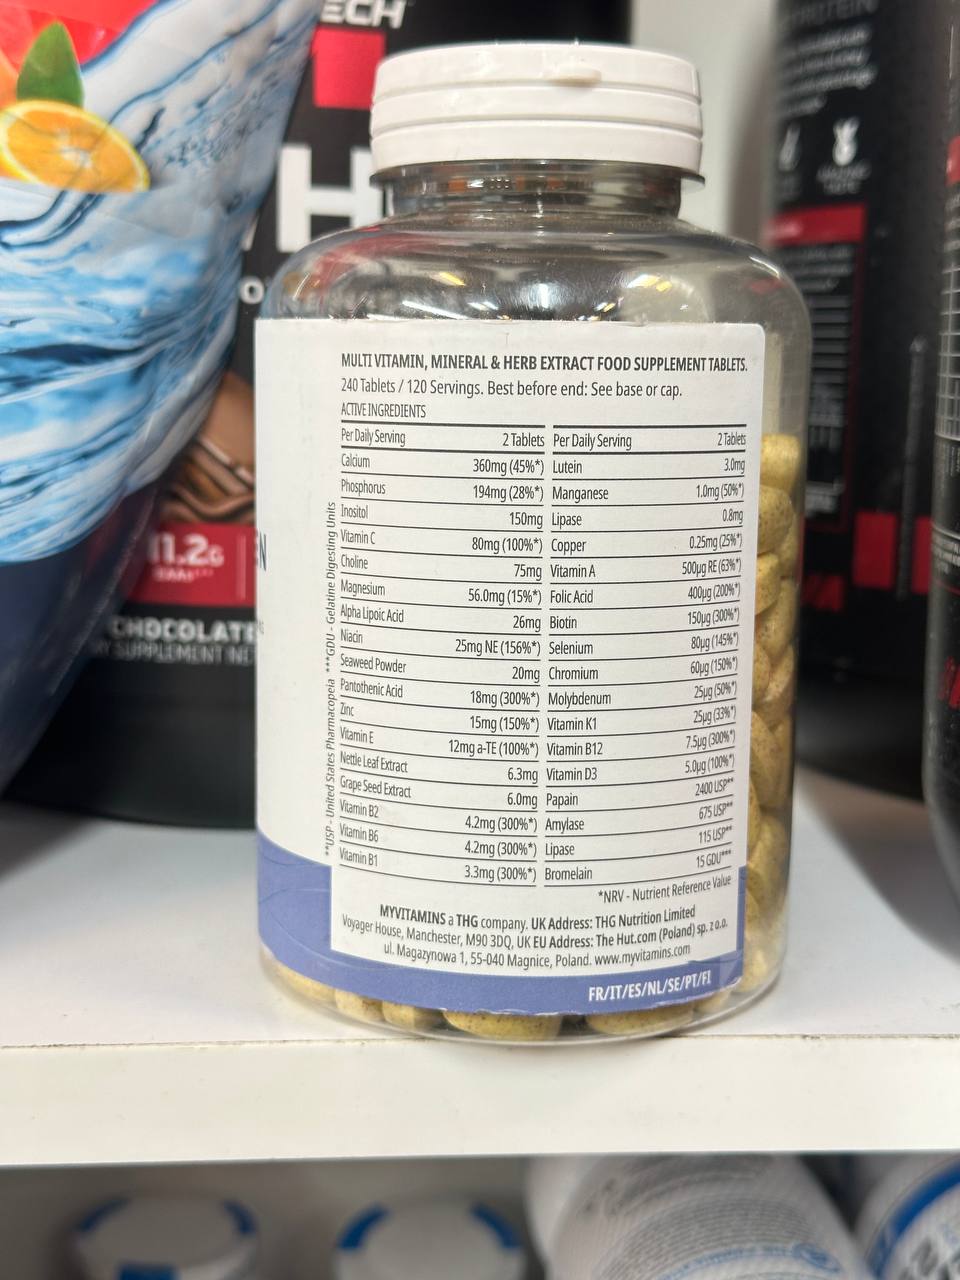 ECH
H
11.2G
CHOCOLATE
SUPPLEMENT NE
MULTI VITAMIN, MINERAL & HERB EXTRACT FOOD SUPPLEMENT TABLETS.
240 Tablets / 120 Servings. Best before end: See base or cap.
ACTIVE INGREDIENTS
Per Daily Serving 2 Tablets
Calcium 360mg (45%*)
Phosphorus 194mg (28%*)
Inositol 150mg
Vitamin C 80mg (100%*)
Choline 75mg
Magnesium 56.0mg (15%*)
Alpha Lipoic Acid 26mg
Niacin 25mg NE (156%*)
Seaweed Powder 20mg
Pantothenic Acid 18mg (300%*)
Zinc 15mg (150%*)
Vitamin E 12mg a-TE (100%*)
Nettle Leaf Extract 6.3mg
Grape Seed Extract 6.0mg
Vitamin B2 4.2mg (300%*)
Vitamin B6 4.2mg (300%*)
Vitamin B1 3.3mg (300%*)
Per Daily Serving 2 Tablets
Lutein 3.0mg
Manganese 1.0mg (50%*)
Lipase 0.8mg
Copper 0.25mg (25%*)
Vitamin A 500µg RE (63%*)
Folic Acid 400µg (200%*)
Biotin 150µg (300%*)
Selenium 80µg (145%*)
Chromium 60µg (150%*)
Molybdenum 25µg (50%*)
Vitamin K1 25µg (33%*)
Vitamin B12 7.5µg (300%*)
Vitamin D3 5.0µg (100%*)
Papain 2400 USP**
Amylase 675 USP**
Lipase 115 USP**
Bromelain 15 GDU***
*NRV - Nutrient Reference Value
**USP - United States Pharmacopeia ***GDU - Gelatine Digesting Units
MYVITAMINS a THG company. UK Address: THG Nutrition Limited
Voyager House, Manchester, M90 3DQ, UK EU Address: The Hut.com (Poland) sp. z o.o.
ul. Magazynowa 1, 55-040 Magnice, Poland. www.myvitamins.com
FR/IT/ES/NL/SE/PT/FI